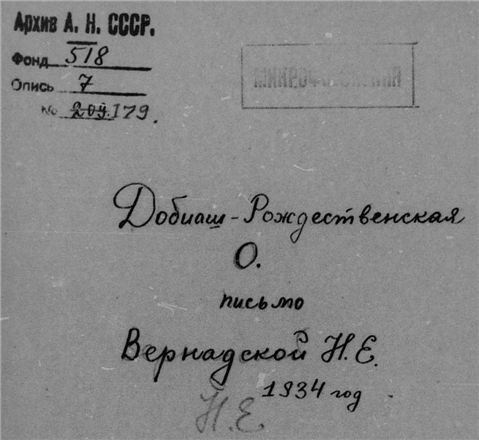 Архив А. Н. СССР.
Фонд 518
Опись 7
№ 209. 179.
Добиаш-Рождественская
О.
письмо
Вернадской Н.Е.
1934 год.
Н.Е.